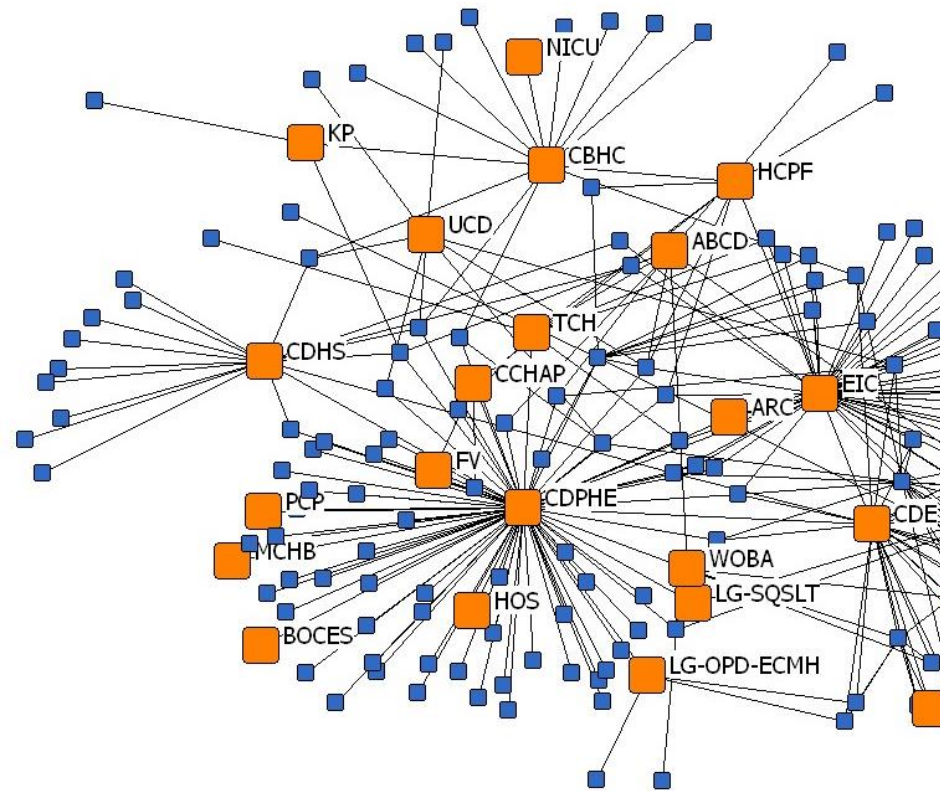 NICU
KP
CBHC
HCPF
UCD
ABCD
TCH
CDHS
CCHAP
EIC
ARC
FV
PCP
CDPHE
CDE
MCHB
WOBA
LG-SQSLT
HOS
BOCES
LG-OPD-ECMH